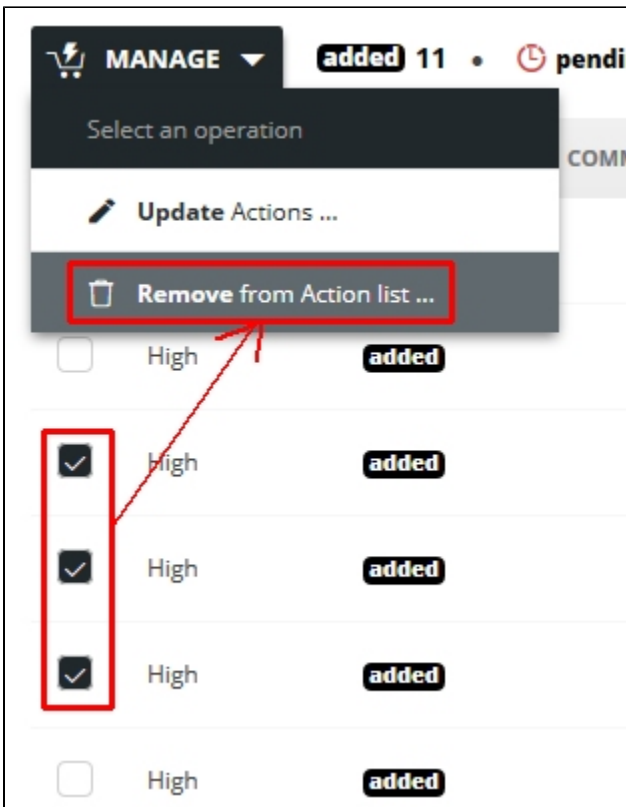 MANAGE added 11 • pendi
Select an operation
COMM
Update Actions ...
Remove from Action list ...
High added
High added
High added
High added
High added